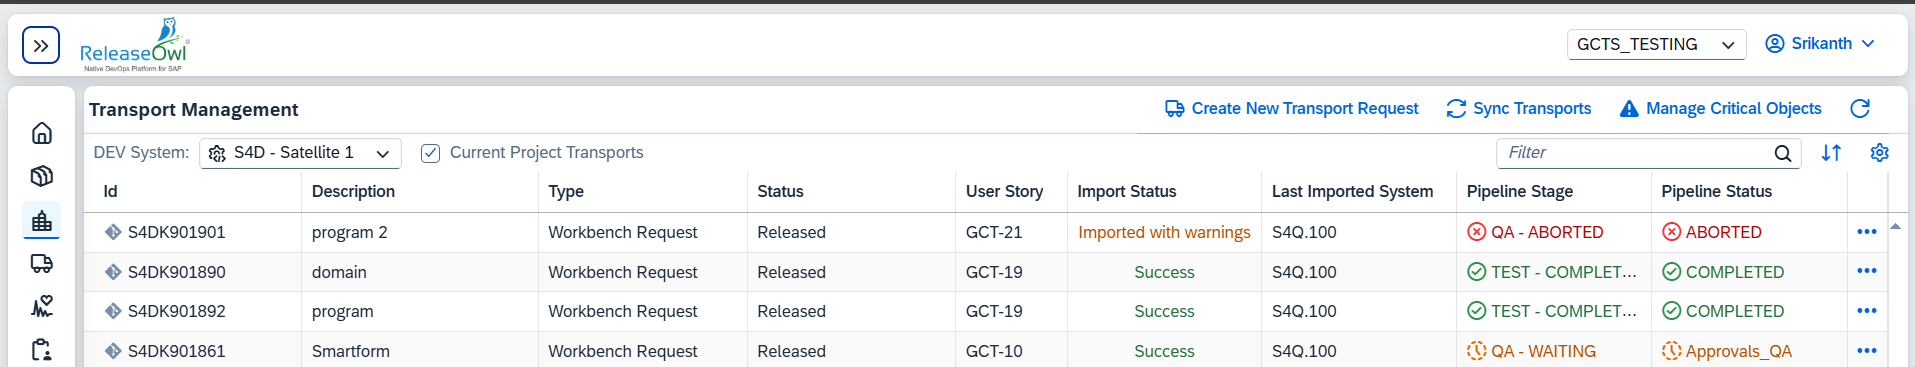 ReleaseOwl®
Native DevOps Platform for SAP
GCTS_TESTING
Srikanth
Transport Management
Create New Transport Request
Sync Transports
Manage Critical Objects
DEV System: S4D - Satellite 1
Current Project Transports
Filter
Id Description Type Status User Story Import Status Last Imported System Pipeline Stage Pipeline Status
S4DK901901 program 2 Workbench Request Released GCT-21 Imported with warnings S4Q.100 QA - ABORTED ABORTED
S4DK901890 domain Workbench Request Released GCT-19 Success S4Q.100 TEST - COMPLET... COMPLETED
S4DK901892 program Workbench Request Released GCT-19 Success S4Q.100 TEST - COMPLET... COMPLETED
S4DK901861 Smartform Workbench Request Released GCT-10 Success S4Q.100 QA - WAITING Approvals_QA